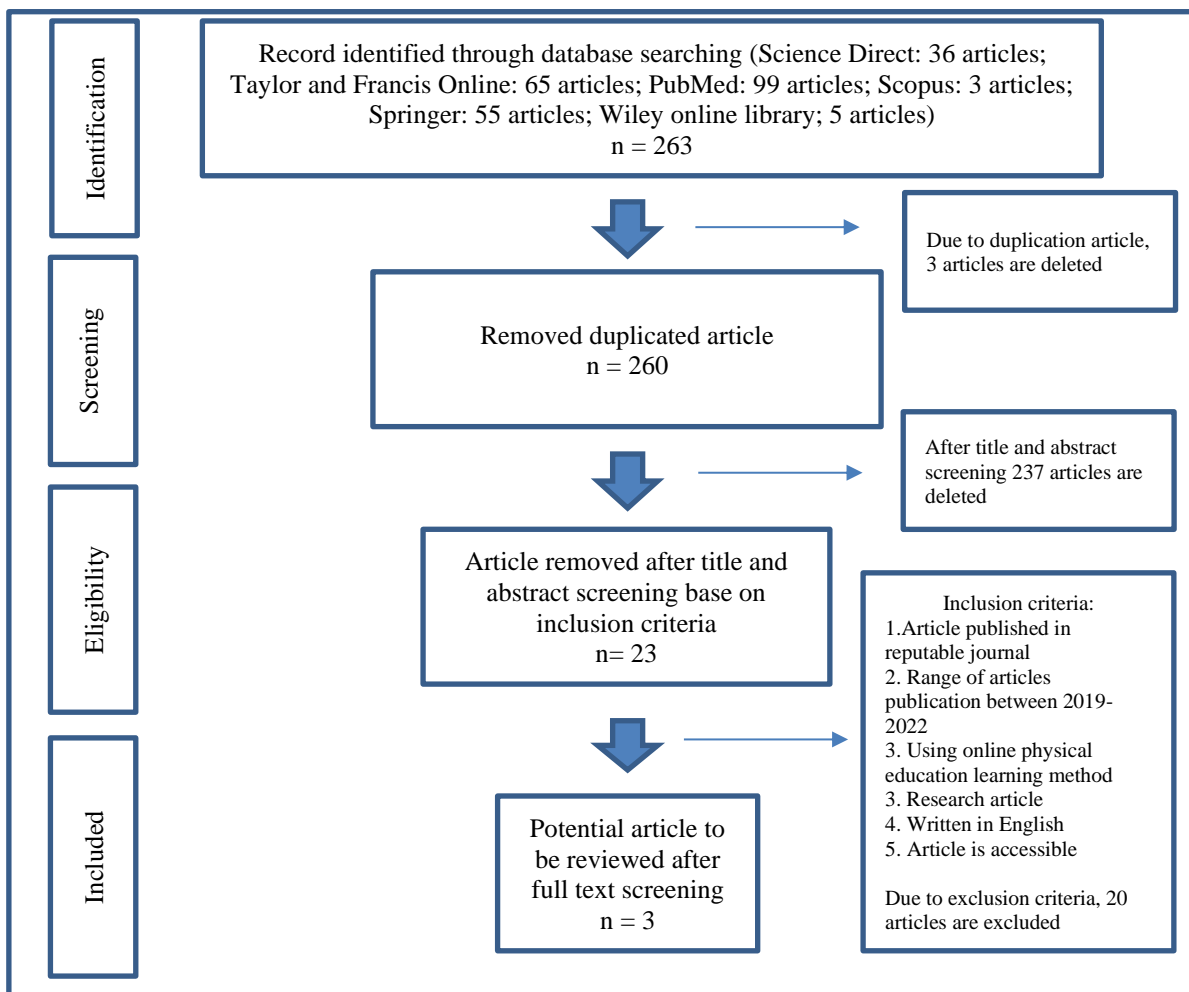 Identification
Record identified through database searching (Science Direct: 36 articles;
Taylor and Francis Online: 65 articles; PubMed: 99 articles; Scopus: 3 articles;
Springer: 55 articles; Wiley online library; 5 articles)
n = 263
Due to duplication article,
3 articles are deleted
Screening
Removed duplicated article
n = 260
After title and abstract
screening 237 articles are
deleted
Eligibility
Article removed after title and
abstract screening base on
inclusion criteria
n= 23
Inclusion criteria:
1.Article published in
reputable journal
2. Range of articles
publication between 2019-
2022
3. Using online physical
education learning method
3. Research article
4. Written in English
5. Article is accessible
Due to exclusion criteria, 20
articles are excluded
Included
Potential article to
be reviewed after
full text screening
n = 3